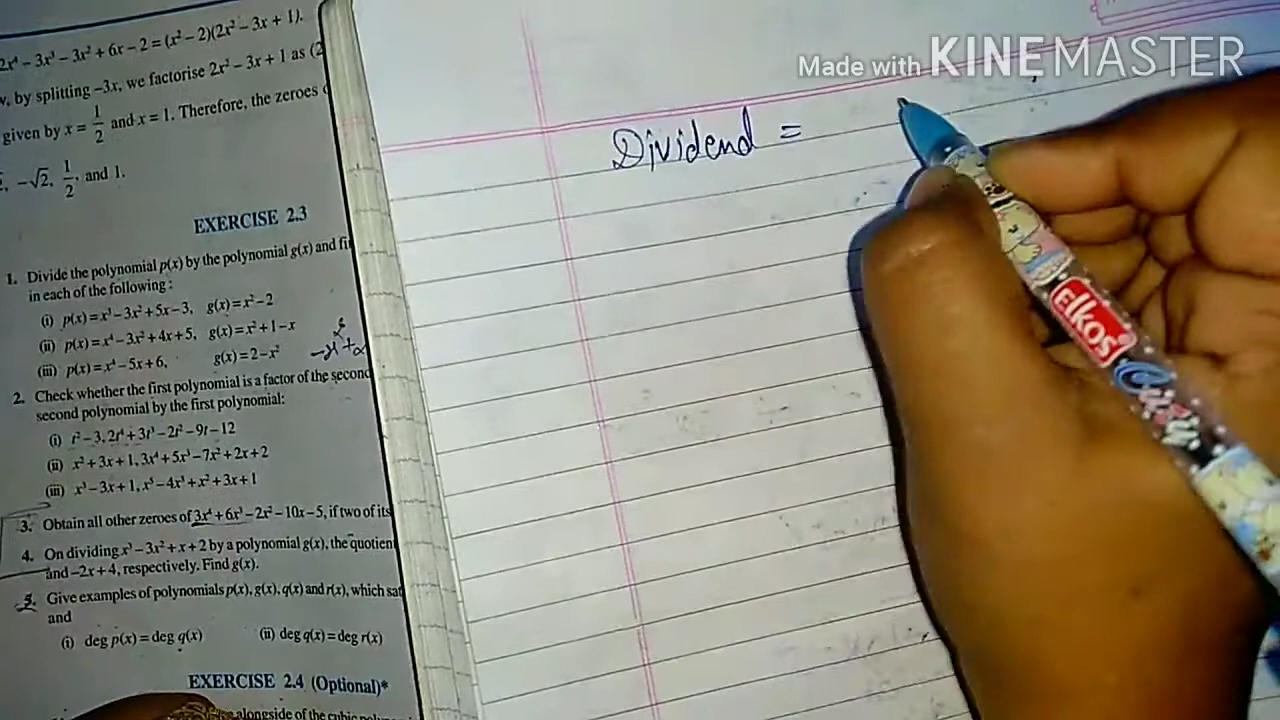 2x⁴ − 3x³ − 3x² + 6x − 2 = (x² − 2)(2x² − 3x + 1).
by splitting −3x, we factorise 2x² − 3x + 1 as (2
given by x = 1/2 and x = 1. Therefore, the zeroes
−√2, 1/2, and 1.
EXERCISE 2.3
1. Divide the polynomial p(x) by the polynomial g(x) and
in each of the following :
(i) p(x) = x³ − 3x² + 5x − 3, g(x) = x² − 2
(ii) p(x) = x⁴ − 3x² + 4x + 5, g(x) = x² + 1 − x
(iii) p(x) = x⁴ − 5x + 6, g(x) = 2 − x²
2. Check whether the first polynomial is a factor of the second
second polynomial by the first polynomial:
(i) t² − 3, 2t⁴ + 3t³ − 2t² − 9t − 12
(ii) x² + 3x + 1, 3x⁴ + 5x³ − 7x² + 2x + 2
(iii) x³ − 3x + 1, x⁵ − 4x³ + x² + 3x + 1
3. Obtain all other zeroes of 3x⁴ + 6x³ − 2x² − 10x − 5, if two of its
4. On dividing x³ − 3x² + x + 2 by a polynomial g(x), the quotien
and −2x + 4, respectively. Find g(x).
5. Give examples of polynomials p(x), g(x), q(x) and r(x), which sat
and
(i) deg p(x) = deg q(x) (ii) deg q(x) = deg r(x)
EXERCISE 2.4 (Optional)*
alongside of the cubic
Made with KINEMASTER
Dividend =
Elkos